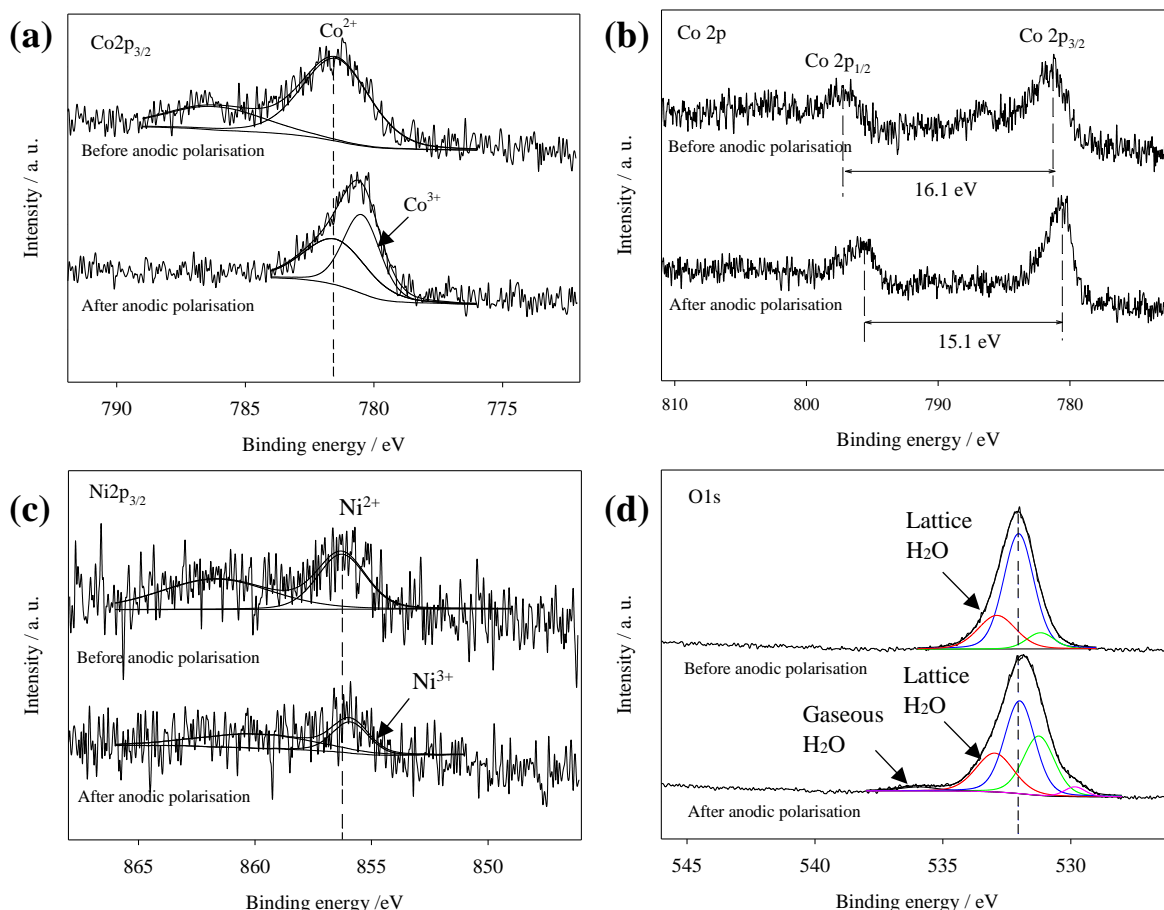 (a)
Co2p3/2
Co2+
Before anodic polarisation
Co3+
After anodic polarisation
Intensity / a. u.
790 785 780 775
Binding energy / eV
(b)
Co 2p
Co 2p1/2
Co 2p3/2
Before anodic polarisation
16.1 eV
After anodic polarisation
15.1 eV
Intensity / a. u.
810 800 790 780
Binding energy / eV
(c)
Ni2p3/2
Ni2+
Before anodic polarisation
Ni3+
After anodic polarisation
Intensity / a. u.
865 860 855 850
Binding energy /eV
(d)
O1s
Lattice
H2O
Before anodic polarisation
Lattice
H2O
Gaseous
H2O
After anodic polarisation
Intensity / a. u.
545 540 535 530
Binding energy / eV